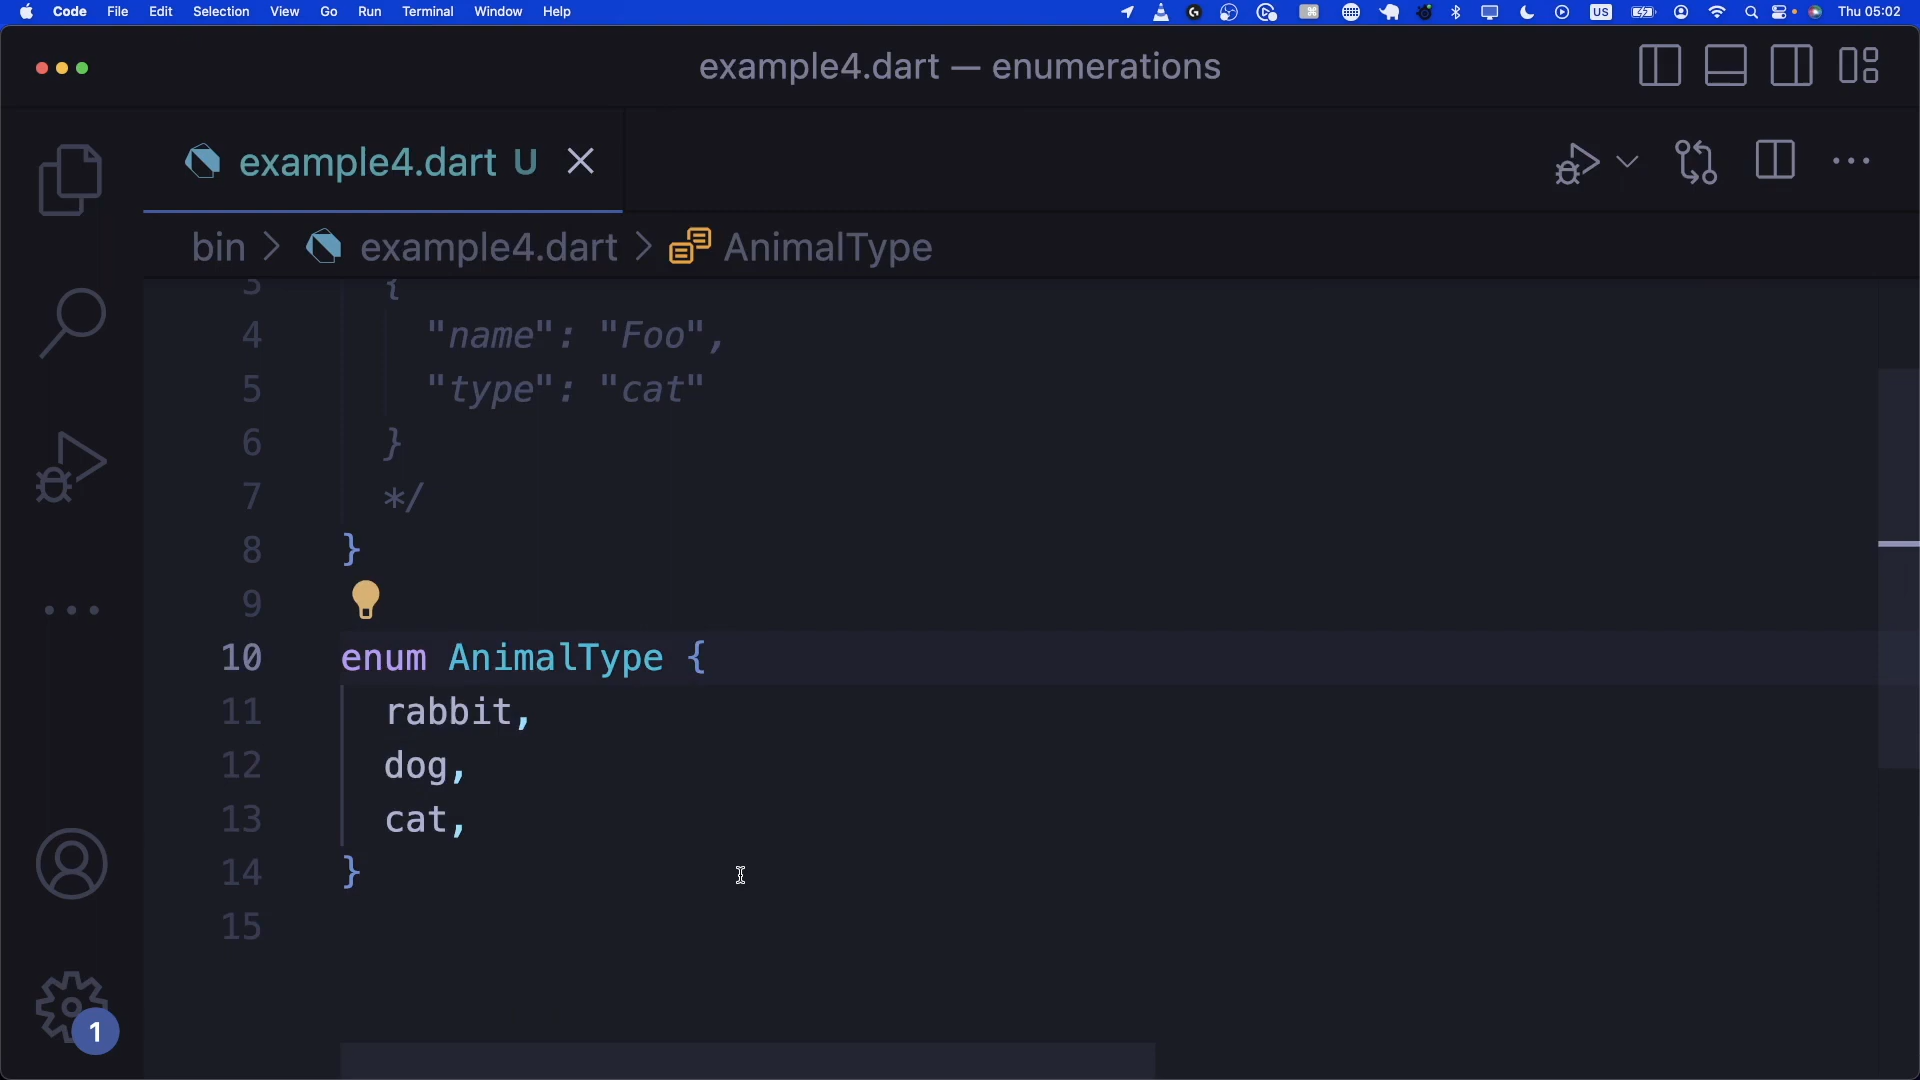 Code File Edit Selection View Go Run Terminal Window Help US Thu 05:02
example4.dart — enumerations
example4.dart U
bin > example4.dart > AnimalType
3 {
4 "name": "Foo",
5 "type": "cat"
6 }
7 */
8 }
9
10 enum AnimalType {
11 rabbit,
12 dog,
13 cat,
14 }
15
1